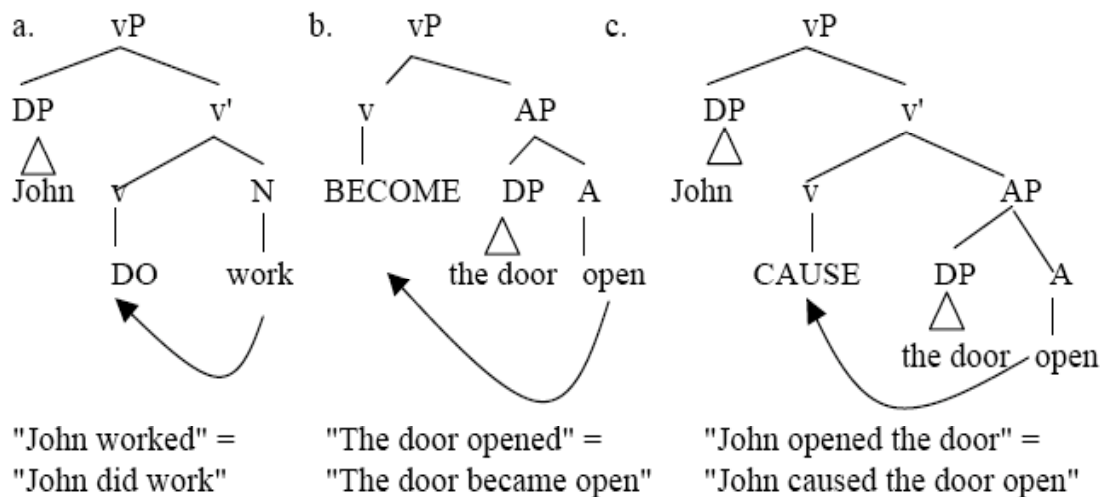 a. vP b. vP c. vP
DP v' v AP DP v'
John v N BECOME DP A John v AP
DO work the door open CAUSE DP A
the door open
"John worked" = "The door opened" = "John opened the door" =
"John did work" "The door became open" "John caused the door open"